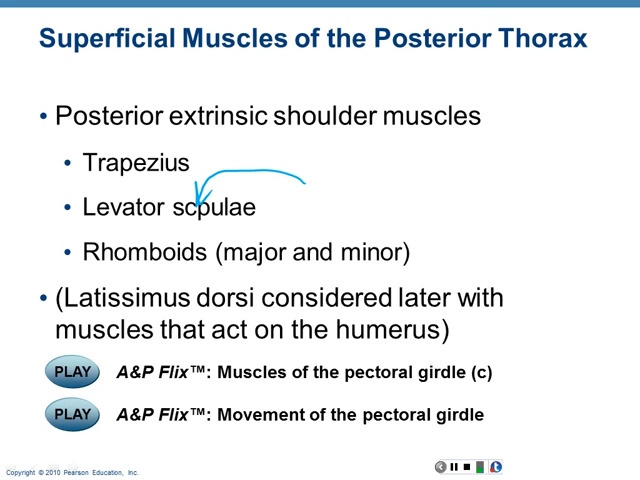 Superficial Muscles of the Posterior Thorax
• Posterior extrinsic shoulder muscles
• Trapezius
• Levator scpulae
• Rhomboids (major and minor)
• (Latissimus dorsi considered later with
muscles that act on the humerus)
PLAY A&P Flix™: Muscles of the pectoral girdle (c)
PLAY A&P Flix™: Movement of the pectoral girdle
Copyright © 2010 Pearson Education, Inc.